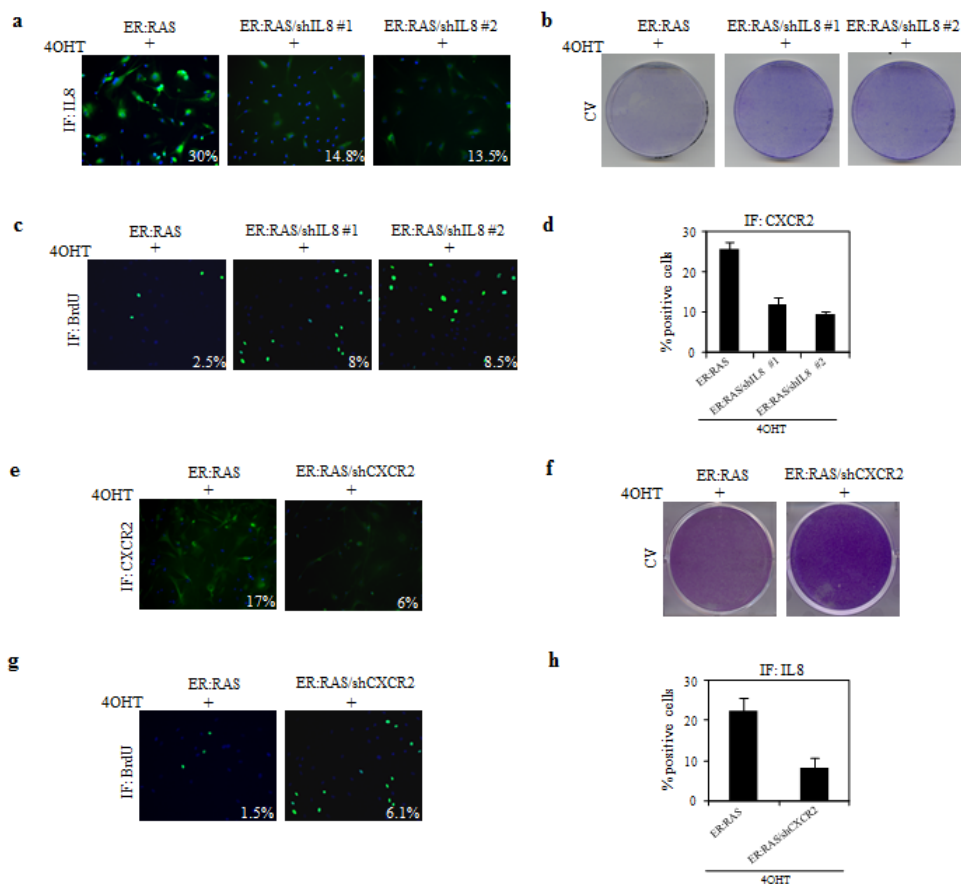 a
ER:RAS ER:RAS/shIL8 #1 ER:RAS/shIL8 #2
4OHT + + +
IF: IL8
30% 14.8% 13.5%
b
ER:RAS ER:RAS/shIL8 #1 ER:RAS/shIL8 #2
4OHT + + +
CV
c
ER:RAS ER:RAS/shIL8 #1 ER:RAS/shIL8 #2
4OHT + + +
IF: BrdU
2.5% 8% 8.5%
d
IF: CXCR2
% positive cells
30
20
10
0
ER:RAS
ER:RAS/shIL8 #1
ER:RAS/shIL8 #2
4OHT
e
ER:RAS ER:RAS/shCXCR2
4OHT + +
IF: CXCR2
17% 6%
f
ER:RAS ER:RAS/shCXCR2
4OHT + +
CV
g
ER:RAS ER:RAS/shCXCR2
4OHT + +
IF: BrdU
1.5% 6.1%
h
IF: IL8
% positive cells
30
20
10
0
ER:RAS
ER:RAS/shCXCR2
4OHT